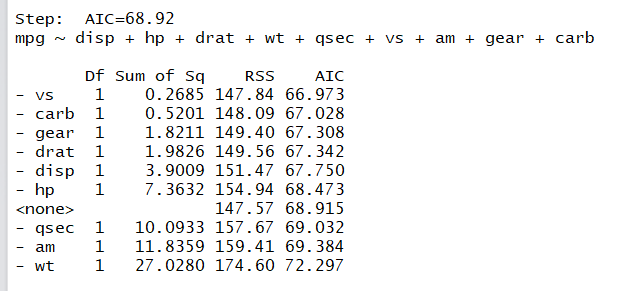 Step:  AIC=68.92
mpg ~ disp + hp + drat + wt + qsec + vs + am + gear + carb

       Df Sum of Sq    RSS    AIC
- vs    1    0.2685 147.84 66.973
- carb  1    0.5201 148.09 67.028
- gear  1    1.8211 149.40 67.308
- drat  1    1.9826 149.56 67.342
- disp  1    3.9009 151.47 67.750
- hp    1    7.3632 154.94 68.473
<none>              147.57 68.915
- qsec  1   10.0933 157.67 69.032
- am    1   11.8359 159.41 69.384
- wt    1   27.0280 174.60 72.297